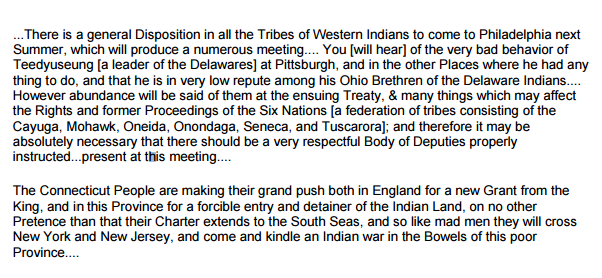 ...There is a general Disposition in all the Tribes of Western Indians to come to Philadelphia next
Summer, which will produce a numerous meeting.... You [will hear] of the very bad behavior of
Teedyuseung [a leader of the Delawares] at Pittsburgh, and in the other Places where he had any
thing to do, and that he is in very low repute among his Ohio Brethren of the Delaware Indians....
However abundance will be said of them at the ensuing Treaty, & many things which may affect
the Rights and former Proceedings of the Six Nations [a federation of tribes consisting of the
Cayuga, Mohawk, Oneida, Onondaga, Seneca, and Tuscarora]; and therefore it may be
absolutely necessary that there should be a very respectful Body of Deputies properly
instructed...present at this meeting....
The Connecticut People are making their grand push both in England for a new Grant from the
King, and in this Province for a forcible entry and detainer of the Indian Land, on no other
Pretence than that their Charter extends to the South Seas, and so like mad men they will cross
New York and New Jersey, and come and kindle an Indian war in the Bowels of this poor
Province....